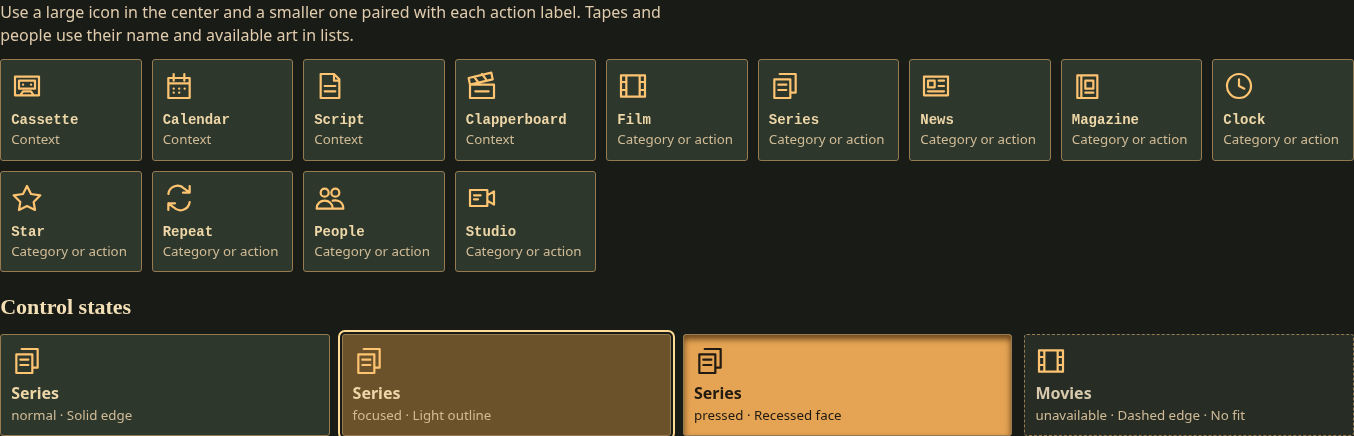 Use a large icon in the center and a smaller one paired with each action label. Tapes and
people use their name and available art in lists.
Cassette
Context
Calendar
Context
Script
Context
Clapperboard
Context
Film
Category or action
Series
Category or action
News
Category or action
Magazine
Category or action
Clock
Category or action
Star
Category or action
Repeat
Category or action
People
Category or action
Studio
Category or action
Control states
Series
normal · Solid edge
Series
focused · Light outline
Series
pressed · Recessed face
Movies
unavailable · Dashed edge · No fit